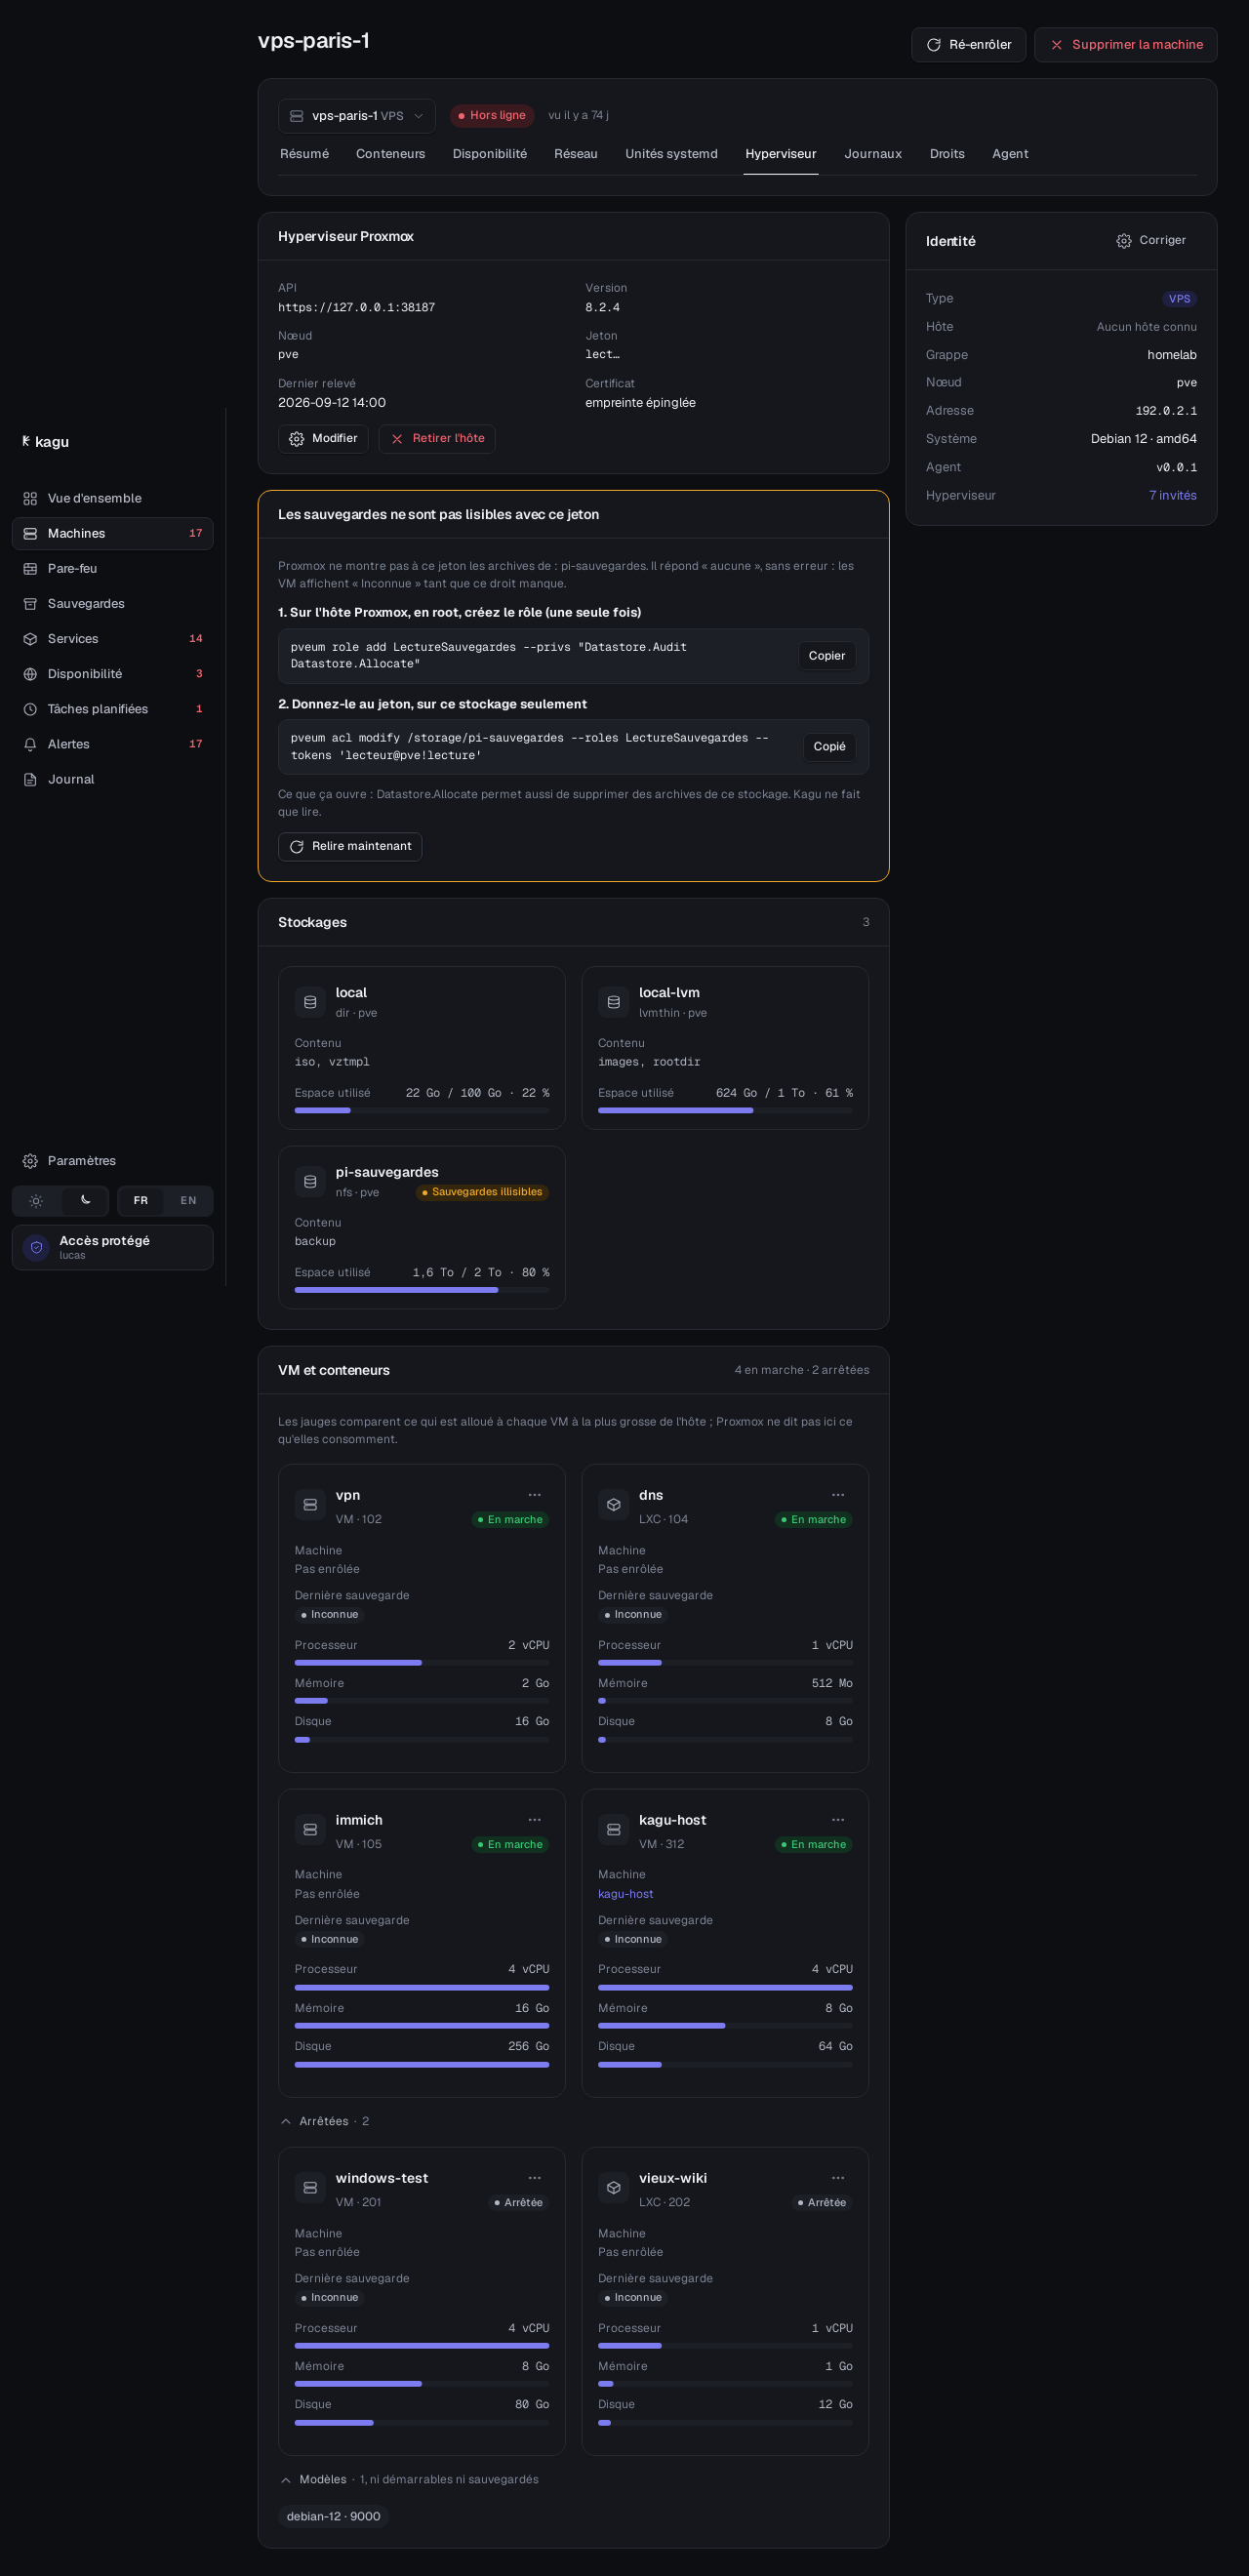 vps-paris-1
Ré-enrôler
Supprimer la machine
vps-paris-1 VPS
Hors ligne
vu il y a 74 j
Résumé
Conteneurs
Disponibilité
Réseau
Unités systemd
Hyperviseur
Journaux
Droits
Agent
kagu
Vue d'ensemble
Machines 17
Pare-feu
Sauvegardes
Services 14
Disponibilité 3
Tâches planifiées 1
Alertes 17
Journal
Paramètres
FR EN
Accès protégé
lucas
Hyperviseur Proxmox
API
https://127.0.0.1:38187
Version
8.2.4
Nœud
pve
Jeton
lect…
Dernier relevé
2026-09-12 14:00
Certificat
empreinte épinglée
Modifier
Retirer l'hôte
Identité
Corriger
Type VPS
Hôte Aucun hôte connu
Grappe homelab
Nœud pve
Adresse 192.0.2.1
Système Debian 12 · amd64
Agent v0.0.1
Hyperviseur 7 invités
Les sauvegardes ne sont pas lisibles avec ce jeton
Proxmox ne montre pas à ce jeton les archives de : pi-sauvegardes. Il répond « aucune », sans erreur : les
VM affichent « Inconnue » tant que ce droit manque.
1. Sur l'hôte Proxmox, en root, créez le rôle (une seule fois)
pveum role add LectureSauvegardes --privs "Datastore.Audit
Datastore.Allocate"
Copier
2. Donnez-le au jeton, sur ce stockage seulement
pveum acl modify /storage/pi-sauvegardes --roles LectureSauvegardes --
tokens 'lecteur@pve!lecture'
Copié
Ce que ça ouvre : Datastore.Allocate permet aussi de supprimer des archives de ce stockage. Kagu ne fait
que lire.
Relire maintenant
Stockages 3
local
dir · pve
Contenu
iso, vztmpl
Espace utilisé 22 Go / 100 Go · 22 %
local-lvm
lvmthin · pve
Contenu
images, rootdir
Espace utilisé 624 Go / 1 To · 61 %
pi-sauvegardes
nfs · pve
Sauvegardes illisibles
Contenu
backup
Espace utilisé 1,6 To / 2 To · 80 %
VM et conteneurs
4 en marche · 2 arrêtées
Les jauges comparent ce qui est alloué à chaque VM à la plus grosse de l'hôte ; Proxmox ne dit pas ici ce
qu'elles consomment.
vpn
VM · 102
En marche
Machine
Pas enrôlée
Dernière sauvegarde
Inconnue
Processeur 2 vCPU
Mémoire 2 Go
Disque 16 Go
dns
LXC · 104
En marche
Machine
Pas enrôlée
Dernière sauvegarde
Inconnue
Processeur 1 vCPU
Mémoire 512 Mo
Disque 8 Go
immich
VM · 105
En marche
Machine
Pas enrôlée
Dernière sauvegarde
Inconnue
Processeur 4 vCPU
Mémoire 16 Go
Disque 256 Go
kagu-host
VM · 312
En marche
Machine
kagu-host
Dernière sauvegarde
Inconnue
Processeur 4 vCPU
Mémoire 8 Go
Disque 64 Go
Arrêtées · 2
windows-test
VM · 201
Arrêtée
Machine
Pas enrôlée
Dernière sauvegarde
Inconnue
Processeur 4 vCPU
Mémoire 8 Go
Disque 80 Go
vieux-wiki
LXC · 202
Arrêtée
Machine
Pas enrôlée
Dernière sauvegarde
Inconnue
Processeur 1 vCPU
Mémoire 1 Go
Disque 12 Go
Modèles · 1, ni démarrables ni sauvegardés
debian-12 · 9000